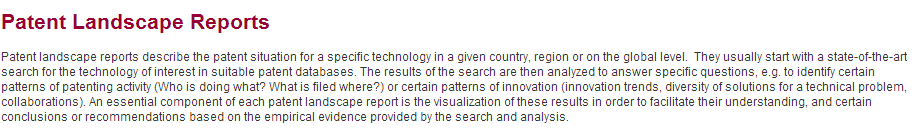 Patent Landscape Reports
Patent landscape reports describe the patent situation for a specific technology in a given country, region or on the global level.  They usually start with a state-of-the-art
search for the technology of interest in suitable patent databases. The results of the search are then analyzed to answer specific questions, e.g. to identify certain
patterns of patenting activity (Who is doing what? What is filed where?) or certain patterns of innovation (innovation trends, diversity of solutions for a technical problem,
collaborations). An essential component of each patent landscape report is the visualization of these results in order to facilitate their understanding, and certain
conclusions or recommendations based on the empirical evidence provided by the search and analysis.